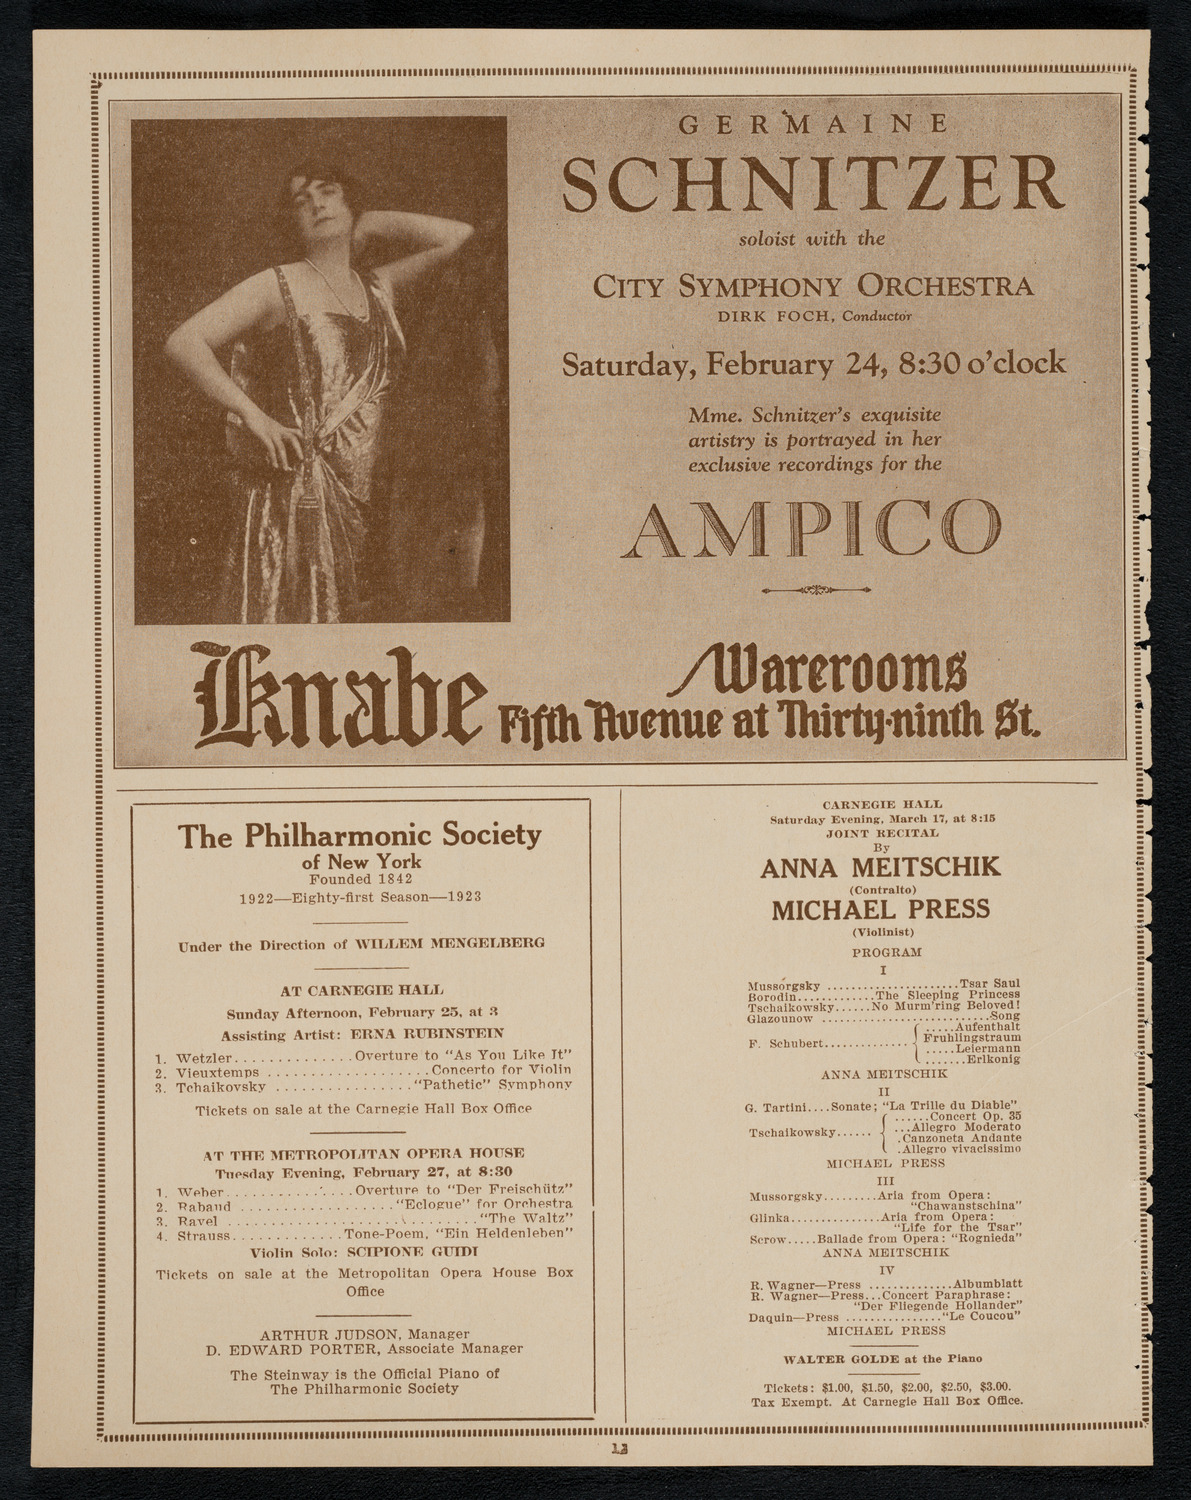 GERMAINE
SCHNITZER
soloist with the
CITY SYMPHONY ORCHESTRA
DIRK FOCH, Conductor
Saturday, February 24, 8:30 o'clock
Mme. Schnitzer's exquisite
artistry is portrayed in her
exclusive recordings for the
AMPICO
Knabe Warerooms
Fifth Avenue at Thirty-ninth St.
The Philharmonic Society
of New York
Founded 1842
1922—Eighty-first Season—1923
Under the Direction of WILLEM MENGELBERG
AT CARNEGIE HALL
Sunday Afternoon, February 25, at 3
Assisting Artist: ERNA RUBINSTEIN
1. Wetzler..............Overture to "As You Like It"
2. Vieuxtemps ...................Concerto for Violin
3. Tchaikovsky ................"Pathetic" Symphony
Tickets on sale at the Carnegie Hall Box Office
AT THE METROPOLITAN OPERA HOUSE
Tuesday Evening, February 27, at 8:30
1. Weber...............Overture to "Der Freischütz"
2. Rabaud ..................."Eclogue" for Orchestra
3. Ravel ............................."The Waltz"
4. Strauss.............Tone-Poem, "Ein Heldenleben"
Violin Solo: SCIPIONE GUIDI
Tickets on sale at the Metropolitan Opera House Box
Office
ARTHUR JUDSON, Manager
D. EDWARD PORTER, Associate Manager
The Steinway is the Official Piano of
The Philharmonic Society
CARNEGIE HALL
Saturday Evening, March 17, at 8:15
JOINT RECITAL
By
ANNA MEITSCHIK
(Contralto)
MICHAEL PRESS
(Violinist)
PROGRAM
I
Mussorgsky .....................Tsar Saul
Borodin............The Sleeping Princess
Tschaikowsky......No Murm'ring Beloved!
Glazounow ...........................Song
F. Schubert.............. { .....Aufenthalt
Fruhlingstraum
.....Leiermann
.......Erlkonig
ANNA MEITSCHIK
II
G. Tartini....Sonate; "La Trille du Diable"
Tschaikowsky...... { ......Concert Op. 35
...Allegro Moderato
.Canzoneta Andante
.Allegro vivacissimo
MICHAEL PRESS
III
Mussorgsky.........Aria from Opera:
"Chawanstschina"
Glinka..............Aria from Opera:
"Life for the Tsar"
Serow.....Ballade from Opera: "Rognieda"
ANNA MEITSCHIK
IV
R. Wagner—Press .............Albumblatt
R. Wagner—Press...Concert Paraphrase:
"Der Fliegende Hollander"
Daquin—Press ................"Le Coucou"
MICHAEL PRESS
WALTER GOLDE at the Piano
Tickets: $1.00, $1.50, $2.00, $2.50, $3.00.
Tax Exempt. At Carnegie Hall Box Office.